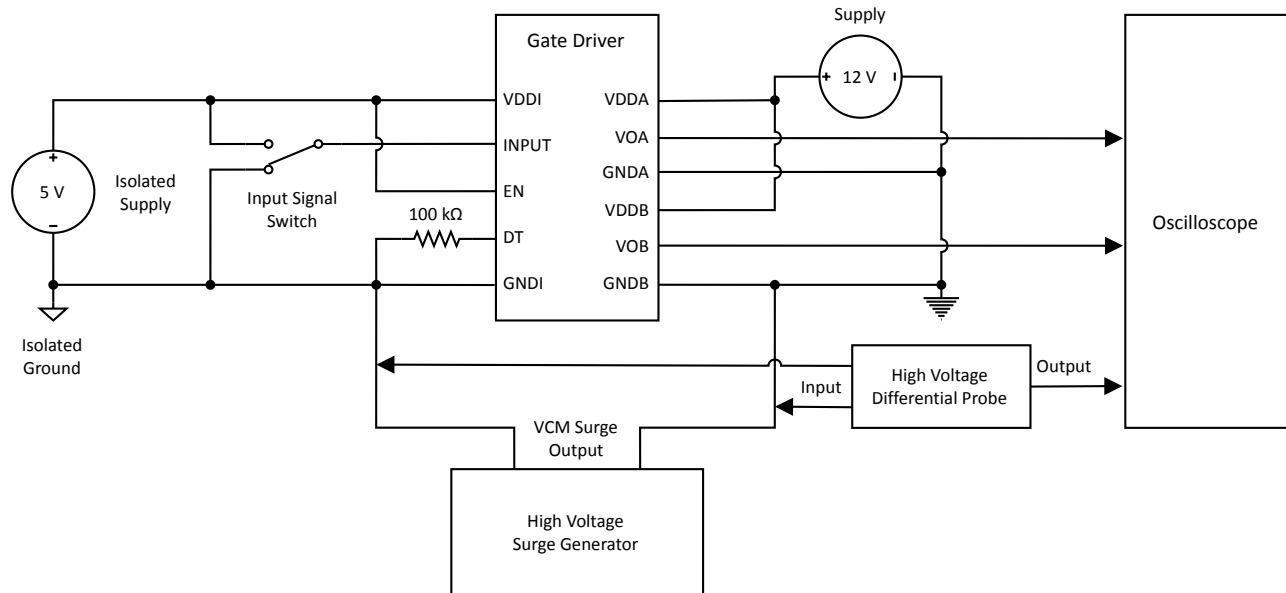 Supply
Gate Driver
+ 12 V −
VDDI
VDDA
VOA
INPUT
+
5 V
−
Isolated
Supply
Input Signal
Switch
GNDA
EN
VDDB
100 kΩ
DT
VOB
Oscilloscope
GNDI
GNDB
Isolated
Ground
High Voltage
Differential Probe
Input
Output
VCM Surge
Output
High Voltage
Surge Generator